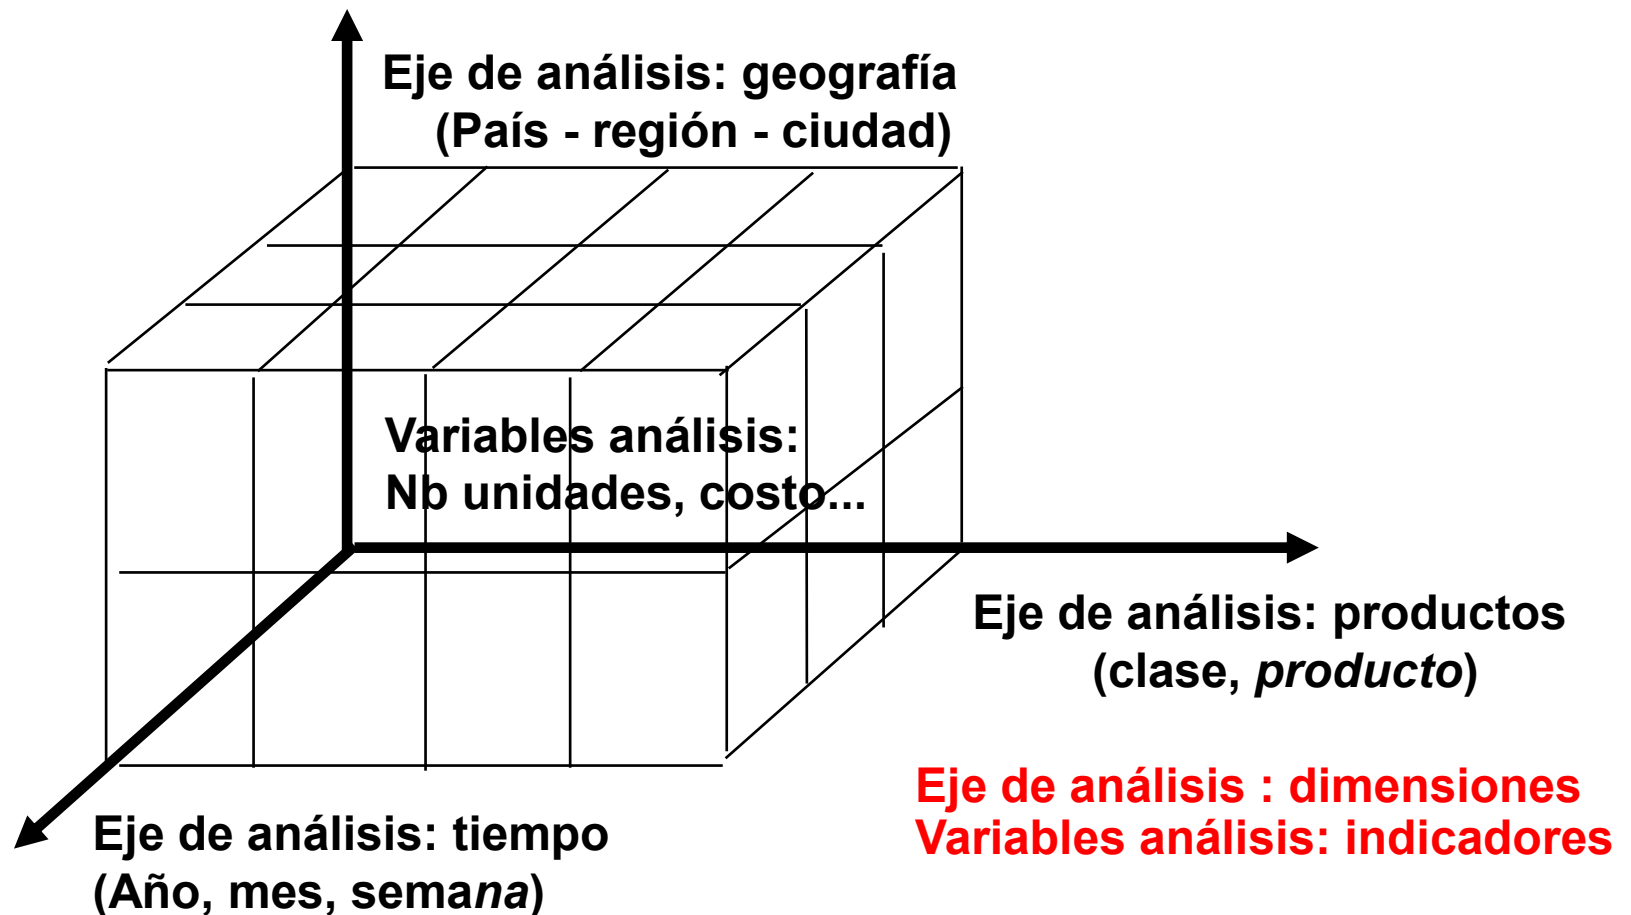 Eje de análisis: geografía
(País - región - ciudad)
Variables análisis:
Nb unidades, costo...
Eje de análisis: productos
(clase, producto)
Eje de análisis : dimensiones
Variables análisis: indicadores
Eje de análisis: tiempo
(Año, mes, semana)